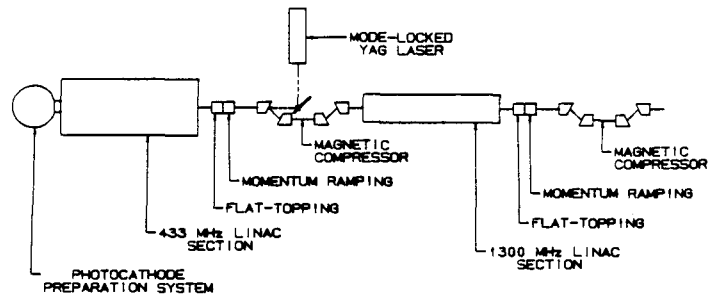 MODE-LOCKED
YAG LASER
MAGNETIC
COMPRESSOR
MOMENTUM RAMPING
FLAT-TOPPING
433 MHz LINAC
SECTION
PHOTOCATHODE
PREPARATION SYSTEM
MAGNETIC
COMPRESSOR
MOMENTUM RAMPING
FLAT-TOPPING
1300 MHz LINAC
SECTION